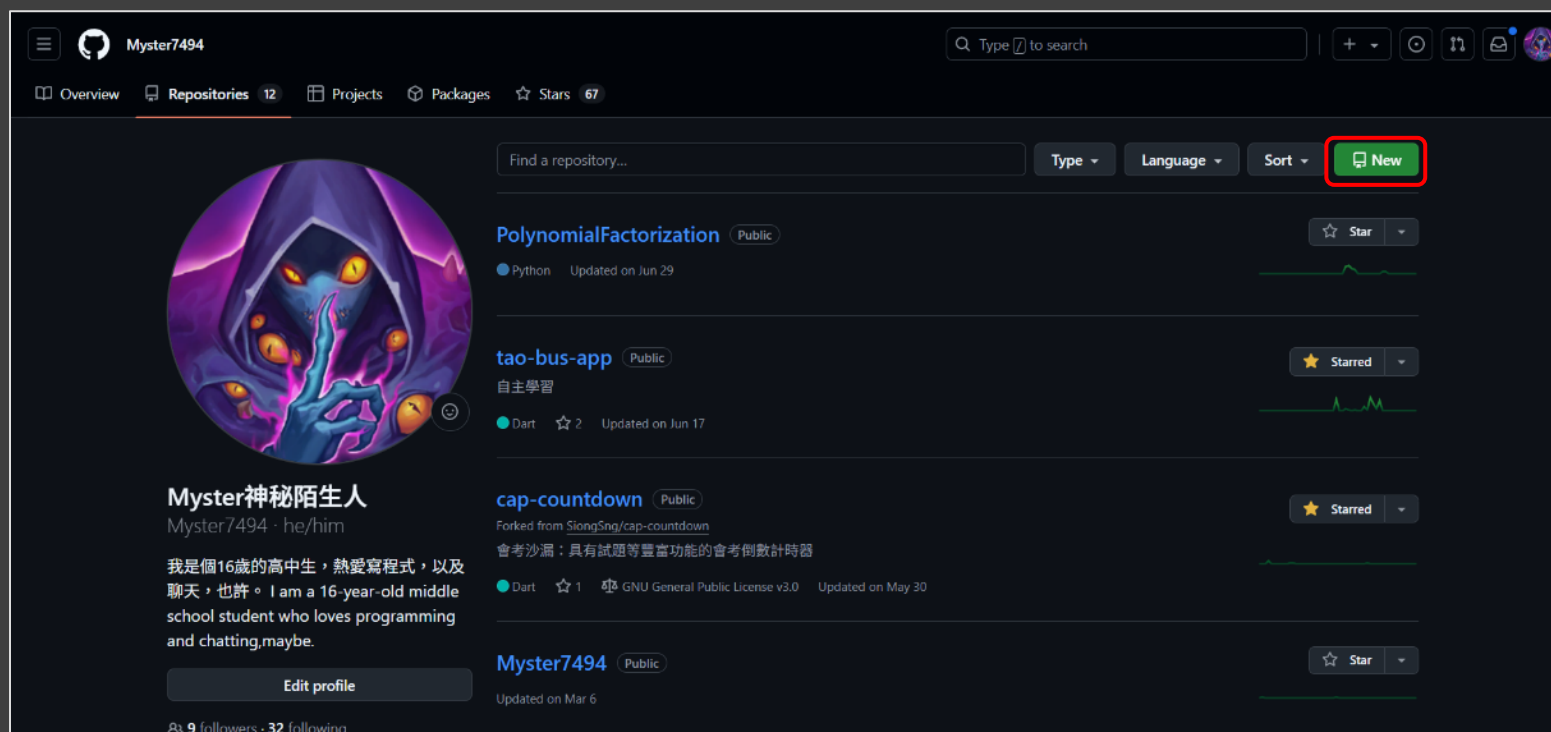 Myster7494
Type / to search
Overview Repositories 12 Projects Packages Stars 67
Find a repository... Type Language Sort New
PolynomialFactorization Public Star
Python Updated on Jun 29
tao-bus-app Public Starred
自主學習
Dart 2 Updated on Jun 17
cap-countdown Public Starred
Forked from SiongSng/cap-countdown
會考沙漏：具有試題等豐富功能的會考倒數計時器
Dart 1 GNU General Public License v3.0 Updated on May 30
Myster7494 Public Star
Updated on Mar 6
Myster神秘陌生人
Myster7494 · he/him
我是個16歲的高中生，熱愛寫程式，以及
聊天，也許。 I am a 16-year-old middle
school student who loves programming
and chatting,maybe.
Edit profile
9 followers · 32 following